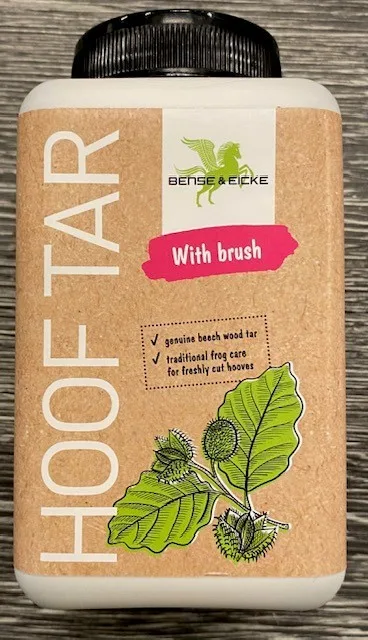 HOOF TAR
BENSE & EICKE
With brush
✓ genuine beech wood tar
✓ traditional frog care
for freshly cut hooves